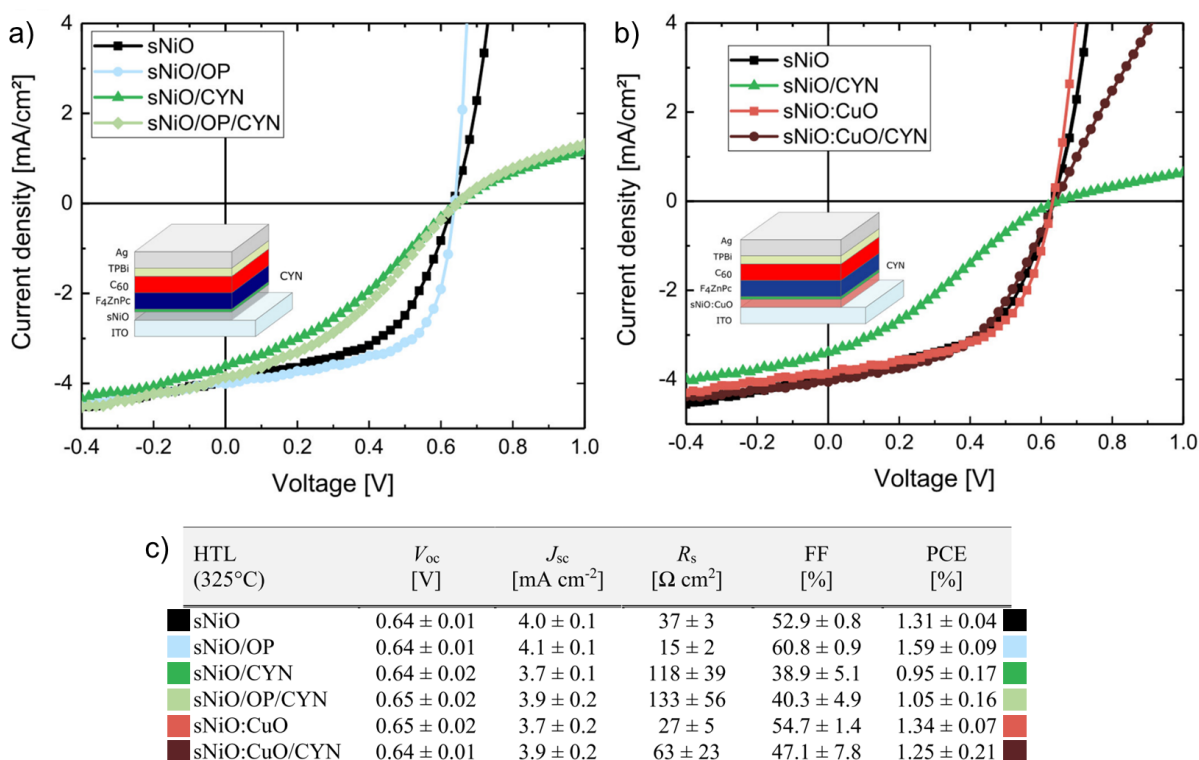 a)
Current density [mA/cm²]
4
2
0
-2
-4
sNiO
sNiO/OP
sNiO/CYN
sNiO/OP/CYN
Ag
TPBi
C60
F4ZnPc
sNiO
ITO
CYN
-0.4 -0.2 0.0 0.2 0.4 0.6 0.8 1.0
Voltage [V]
b)
Current density [mA/cm²]
4
2
0
-2
-4
sNiO
sNiO/CYN
sNiO:CuO
sNiO:CuO/CYN
Ag
TPBi
C60
F4ZnPc
sNiO:CuO
ITO
CYN
-0.4 -0.2 0.0 0.2 0.4 0.6 0.8 1.0
Voltage [V]
c)
HTL Voc Jsc Rs FF PCE
(325°C) [V] [mA cm-2] [Ω cm2] [%] [%]
sNiO 0.64 ± 0.01 4.0 ± 0.1 37 ± 3 52.9 ± 0.8 1.31 ± 0.04
sNiO/OP 0.64 ± 0.01 4.1 ± 0.1 15 ± 2 60.8 ± 0.9 1.59 ± 0.09
sNiO/CYN 0.64 ± 0.02 3.7 ± 0.1 118 ± 39 38.9 ± 5.1 0.95 ± 0.17
sNiO/OP/CYN 0.65 ± 0.02 3.9 ± 0.2 133 ± 56 40.3 ± 4.9 1.05 ± 0.16
sNiO:CuO 0.65 ± 0.02 3.7 ± 0.2 27 ± 5 54.7 ± 1.4 1.34 ± 0.07
sNiO:CuO/CYN 0.64 ± 0.01 3.9 ± 0.2 63 ± 23 47.1 ± 7.8 1.25 ± 0.21